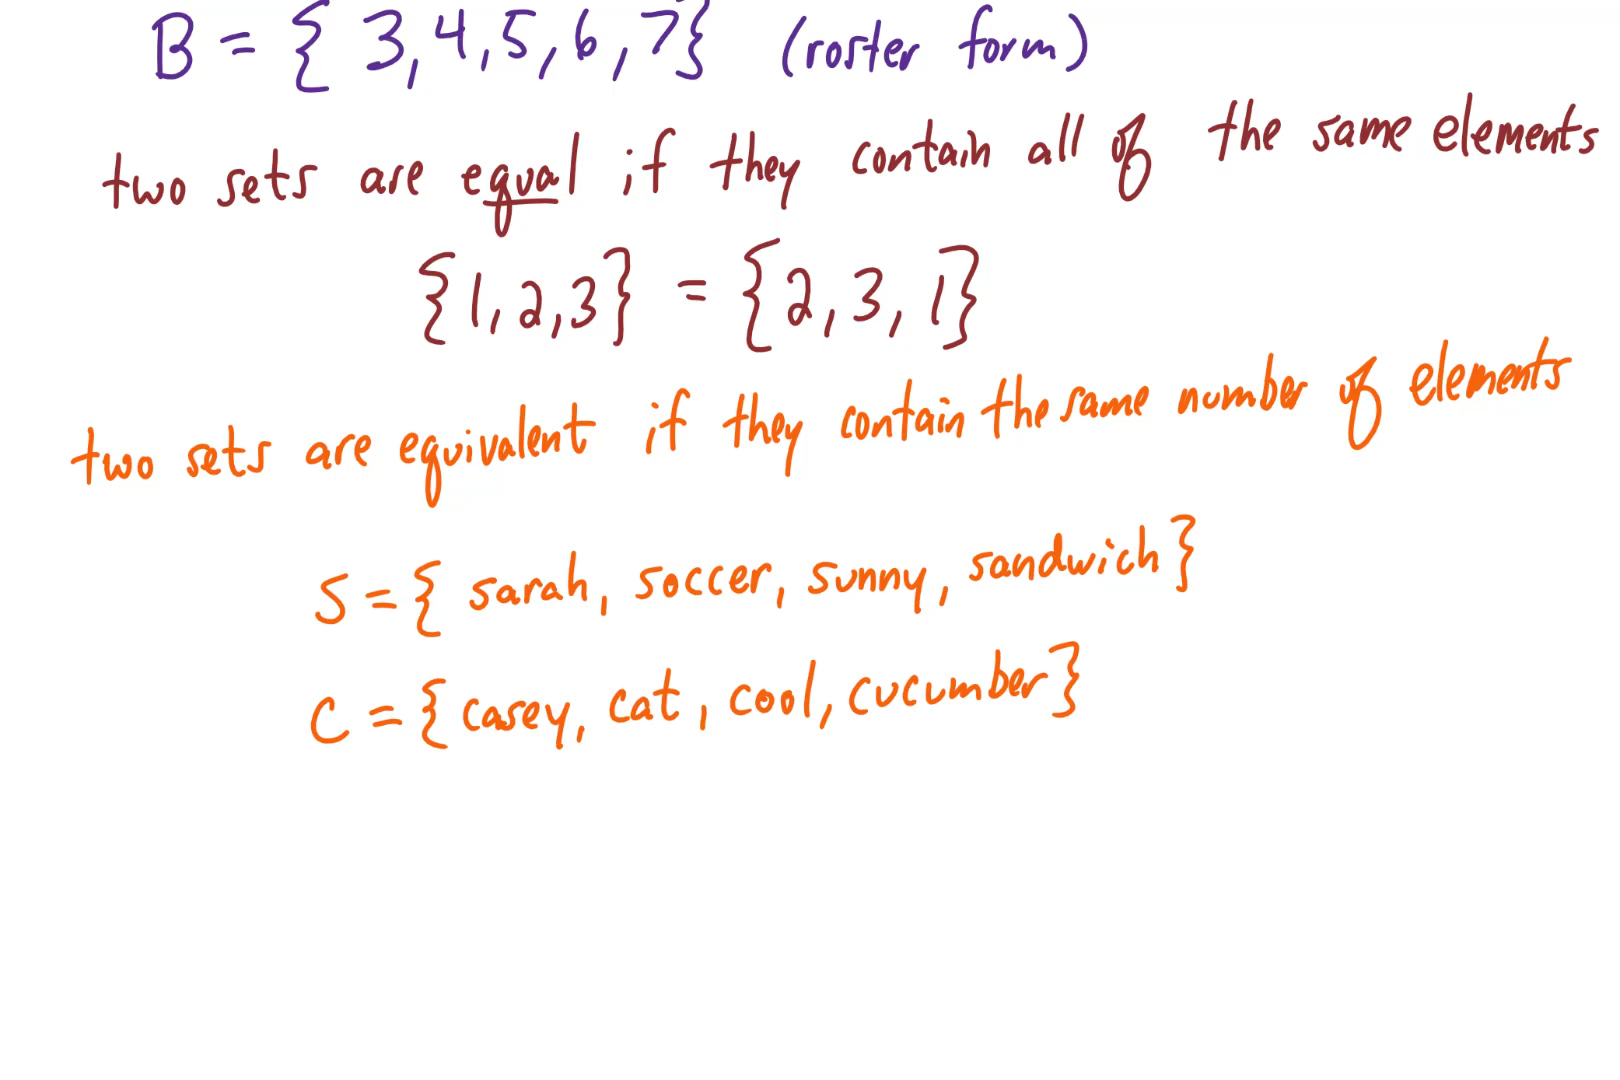 B = { 3, 4, 5, 6, 7} (roster form)
two sets are equal if they contain all of the same elements
{1, 2, 3} = {2, 3, 1}
two sets are equivalent if they contain the same number of elements
S = { sarah, soccer, sunny, sandwich}
C = {casey, cat, cool, cucumber}